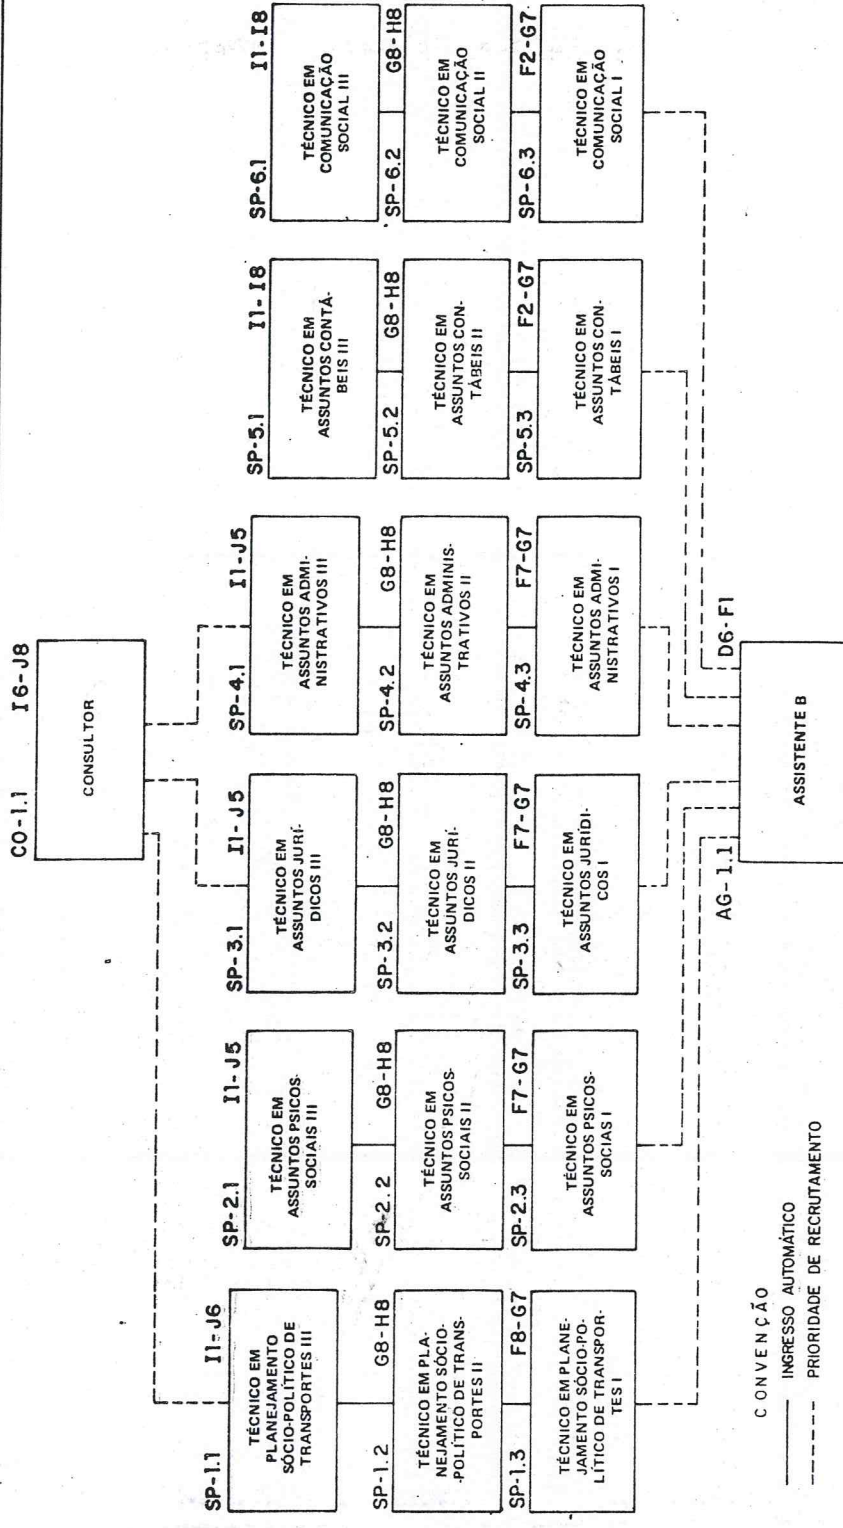 CO-1.1 I6-J8
CONSULTOR
SP-1.1 I1-J6
TÉCNICO EM
PLANEJAMENTO
SÓCIO-POLÍTICO DE
TRANSPORTES III
SP-2.1 I1-J5
TÉCNICO EM
ASSUNTOS PSICOS-
SOCIAIS III
SP-3.1 I1-J5
TÉCNICO EM
ASSUNTOS JURÍ-
DICOS III
SP-4.1 I1-J5
TÉCNICO EM
ASSUNTOS ADMI-
NISTRATIVOS III
SP-5.1 I1-I8
TÉCNICO EM
ASSUNTOS CONTÁ-
BEIS III
SP-6.1 I1-I8
TÉCNICO EM
COMUNICAÇÃO
SOCIAL III
SP-1.2 G8-H8
TÉCNICO EM PLA-
NEJAMENTO SÓCIO-
-POLÍTICO DE TRANS-
PORTES II
SP-2.2 G8-H8
TÉCNICO EM
ASSUNTOS PSICOS-
SOCIAIS II
SP-3.2 G8-H8
TÉCNICO EM
ASSUNTOS JURÍ-
DICOS II
SP-4.2 G8-H8
TÉCNICO EM
ASSUNTOS ADMINIS-
TRATIVOS II
SP-5.2 G8-H8
TÉCNICO EM
ASSUNTOS CON-
TÁBEIS II
SP-6.2 G8-H8
TÉCNICO EM
COMUNICAÇÃO
SOCIAL II
SP-1.3 F8-G7
TÉCNICO EM PLANE-
JAMENTO SÓCIO-PO-
LÍTICO DE TRANSPOR-
TES I
SP-2.3 F7-G7
TÉCNICO EM
ASSUNTOS PSICOS-
SOCIAS I
SP-3.3 F7-G7
TÉCNICO EM
ASSUNTOS JURÍDI-
COS I
SP-4.3 F7-G7
TÉCNICO EM
ASSUNTOS ADMI-
NISTRATIVOS I
SP-5.3 F2-G7
TÉCNICO EM
ASSUNTOS CON-
TÁBEIS I
SP-6.3 F2-G7
TÉCNICO EM
COMUNICAÇÃO
SOCIAL I
AG-1.1 D6-F1
ASSISTENTE B
CONVENÇÃO
INGRESSO AUTOMÁTICO
PRIORIDADE DE RECRUTAMENTO